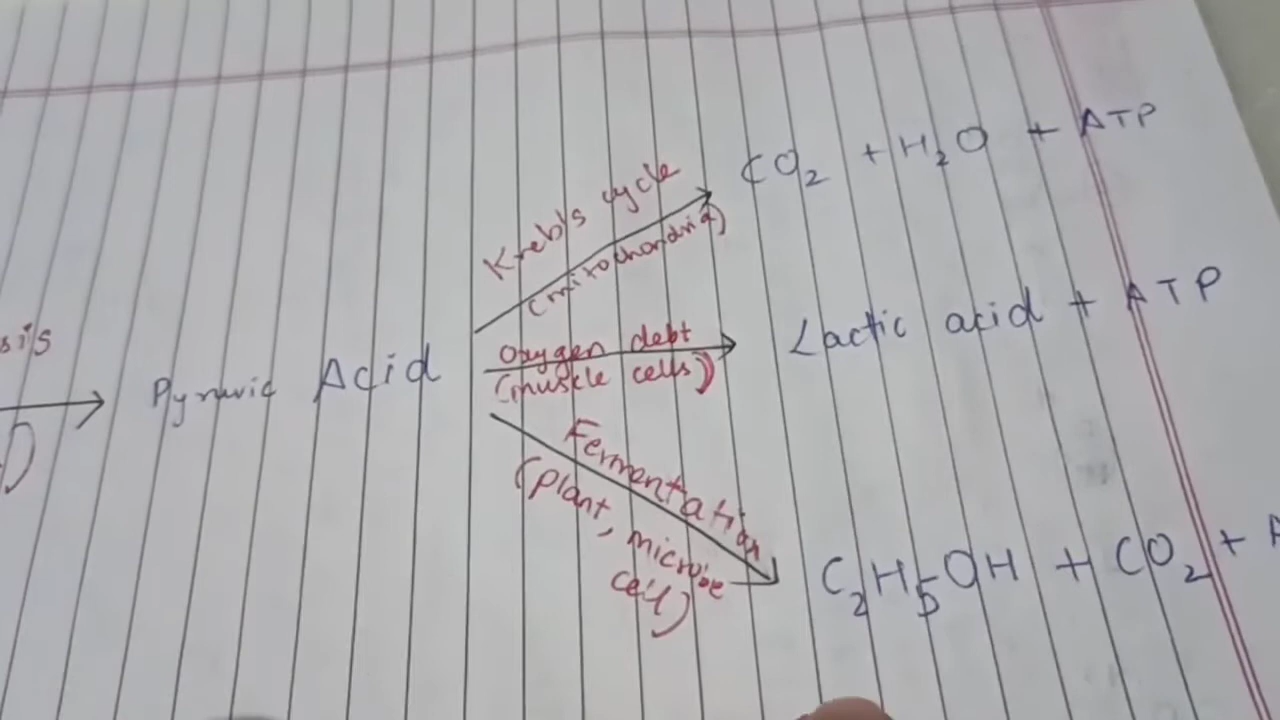 CO2 + H2O + ATP
Kreb's cycle
(mitochondria)
sis
Pyruvic Acid
Oxygen debt
(muscle cells)
Lactic acid + ATP
Fermentation
(plant, microbe
cell)
C2H5OH + CO2 + A